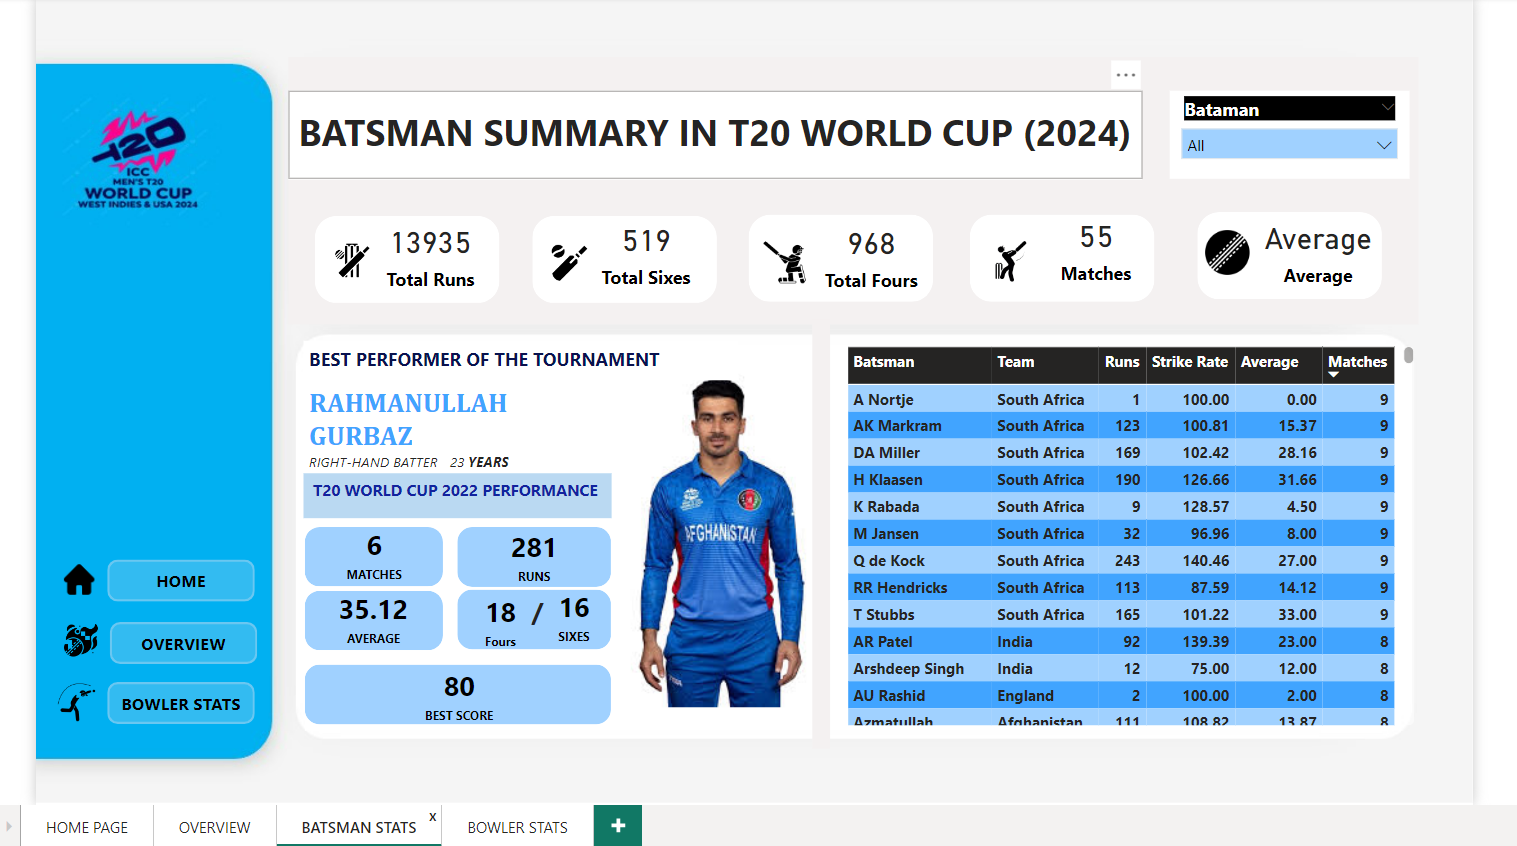 T20
ICC
MEN'S T20
WORLD CUP
WEST INDIES & USA 2024
HOME
OVERVIEW
BOWLER STATS
BATSMAN SUMMARY IN T20 WORLD CUP (2024)
Bataman
All
13935
Total Runs
519
Total Sixes
968
Total Fours
55
Matches
Average
Average
BEST PERFORMER OF THE TOURNAMENT
RAHMANULLAH
GURBAZ
RIGHT-HAND BATTER 23 YEARS
T20 WORLD CUP 2022 PERFORMANCE
6
MATCHES
281
RUNS
35.12
AVERAGE
18 / 16
Fours SIXES
80
BEST SCORE
AFGHANISTAN
Batsman Team Runs Strike Rate Average Matches
A Nortje South Africa 1 100.00 0.00 9
AK Markram South Africa 123 100.81 15.37 9
DA Miller South Africa 169 102.42 28.16 9
H Klaasen South Africa 190 126.66 31.66 9
K Rabada South Africa 9 128.57 4.50 9
M Jansen South Africa 32 96.96 8.00 9
Q de Kock South Africa 243 140.46 27.00 9
RR Hendricks South Africa 113 87.59 14.12 9
T Stubbs South Africa 165 101.22 33.00 9
AR Patel India 92 139.39 23.00 8
Arshdeep Singh India 12 75.00 12.00 8
AU Rashid England 2 100.00 2.00 8
Azmatullah Afghanistan 111 108.82 13.87 8
HOME PAGE OVERVIEW BATSMAN STATS x BOWLER STATS +